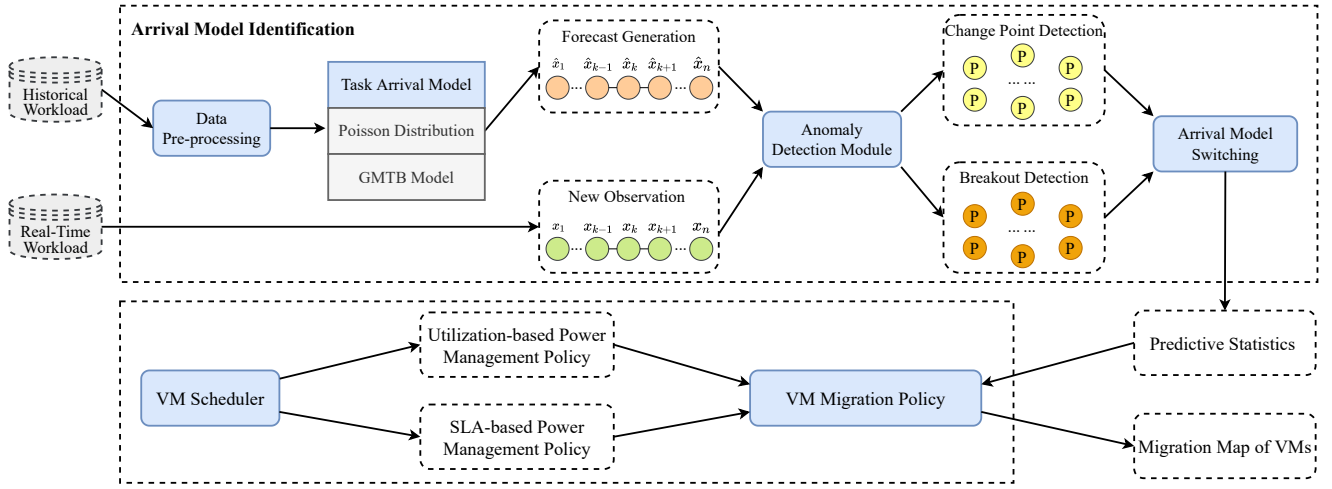 Arrival Model Identification
Historical
Workload
Data
Pre-processing
Task Arrival Model
Poisson Distribution
GMTB Model
Forecast Generation
x̂₁ x̂ₖ₋₁ x̂ₖ x̂ₖ₊₁ x̂ₙ
... ...
Real-Time
Workload
New Observation
x₁ xₖ₋₁ xₖ xₖ₊₁ xₙ
... ...
Anomaly
Detection Module
Change Point Detection
P P P
... ...
P P P
Breakout Detection
P P P
... ...
P P P
Arrival Model
Switching
VM Scheduler
Utilization-based Power
Management Policy
SLA-based Power
Management Policy
VM Migration Policy
Predictive Statistics
Migration Map of VMs